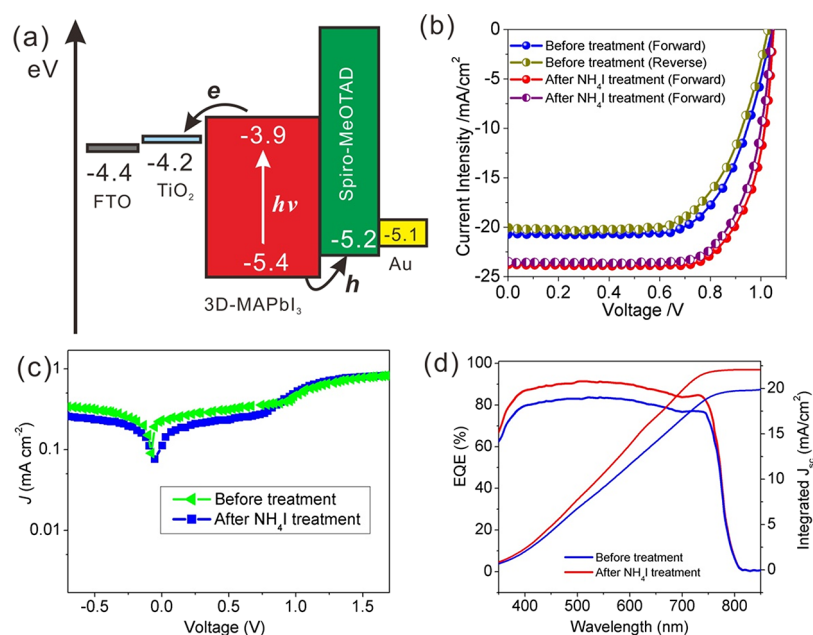 (a)
eV
e
-3.9
-4.2
-4.4
TiO₂
FTO
hν
Spiro-MeOTAD
-5.2
-5.1
-5.4
Au
h
3D-MAPbI₃
(b)
0
-5
-10
-15
-20
-25
Current Intensity /mA/cm²
Before treatment (Forward)
Before treatment (Reverse)
After NH₄I treatment (Forward)
After NH₄I treatment (Forward)
0.0 0.2 0.4 0.6 0.8 1.0
Voltage /V
(c)
1
0.1
0.01
J (mA cm⁻²)
Before treatment
After NH₄I treatment
-0.5 0.0 0.5 1.0 1.5
Voltage (V)
(d)
100
80
60
40
20
0
EQE (%)
20
15
10
5
0
Integrated J_sc (mA/cm²)
Before treatment
After NH₄I treatment
400 500 600 700 800
Wavelength (nm)